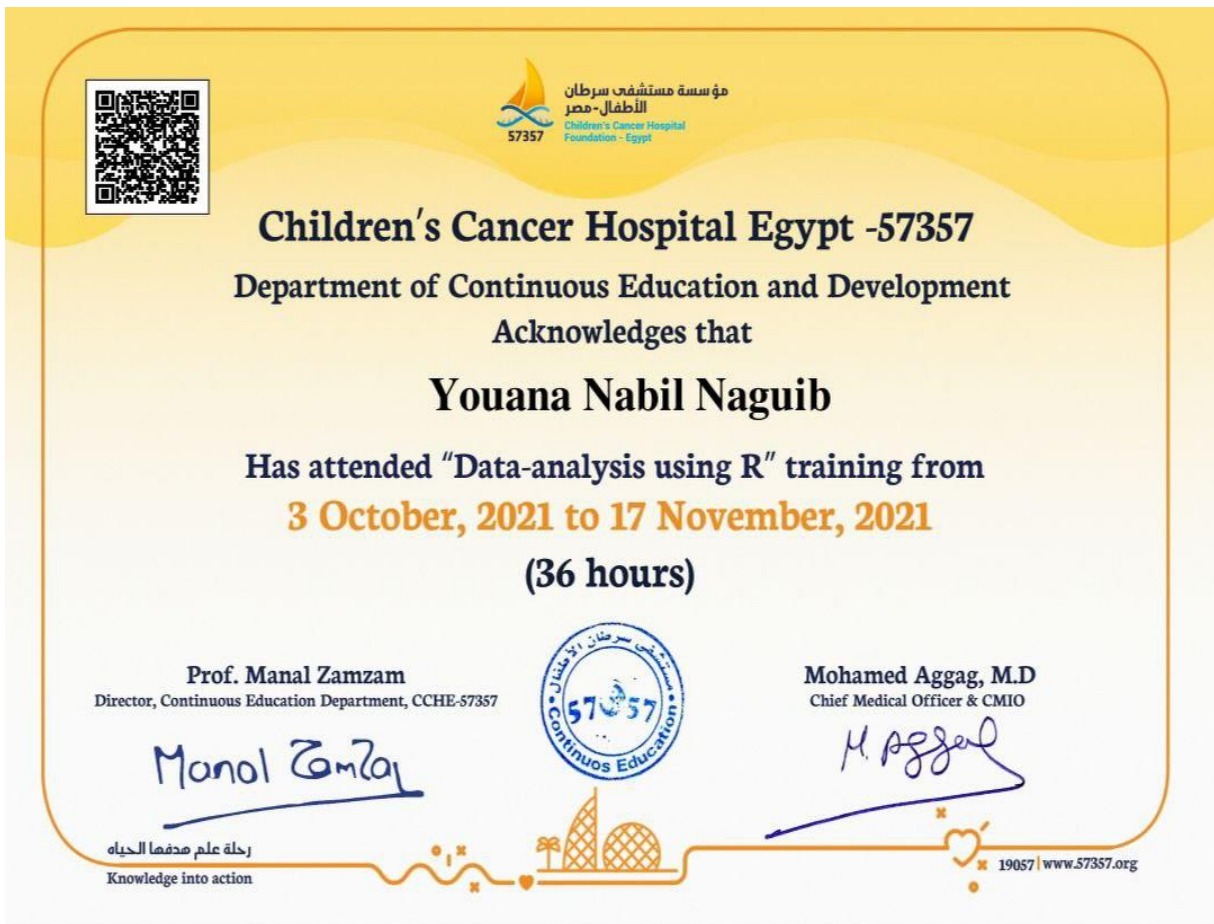 مؤسسة مستشفى سرطان
الأطفال-مصر
Children's Cancer Hospital
Foundation - Egypt
57357
Children's Cancer Hospital Egypt -57357
Department of Continuous Education and Development
Acknowledges that
Youana Nabil Naguib
Has attended “Data-analysis using R” training from
3 October, 2021 to 17 November, 2021
(36 hours)
Prof. Manal Zamzam
Director, Continuous Education Department, CCHE-57357
Manal Zamzam
مستشفى سرطان الأطفال
57 57
Continuos Education
Mohamed Aggag, M.D
Chief Medical Officer & CMIO
M. Aggag
رحلة علم هدفها الحياه
Knowledge into action
19057 | www.57357.org